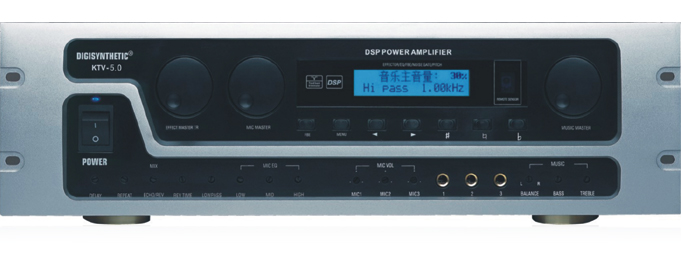 DIGISYNTHETIC®
KTV-5.0
DSP POWER AMPLIFIER
DSP
音乐主音量: 30%
Hi pass 1.00kHz
REMOTE SENSOR
EFFECT MASTER
MIC MASTER
MUSIC MASTER
I
O
POWER
MIX
MIC EQ
MIC VOL
MUSIC
DELAY
REPEAT
ECHO/REV
REV TIME
LOW PASS
LOW
MID
HIGH
MIC1
MIC2
MIC3
1
2
3
L
R
BALANCE
BASS
TREBLE